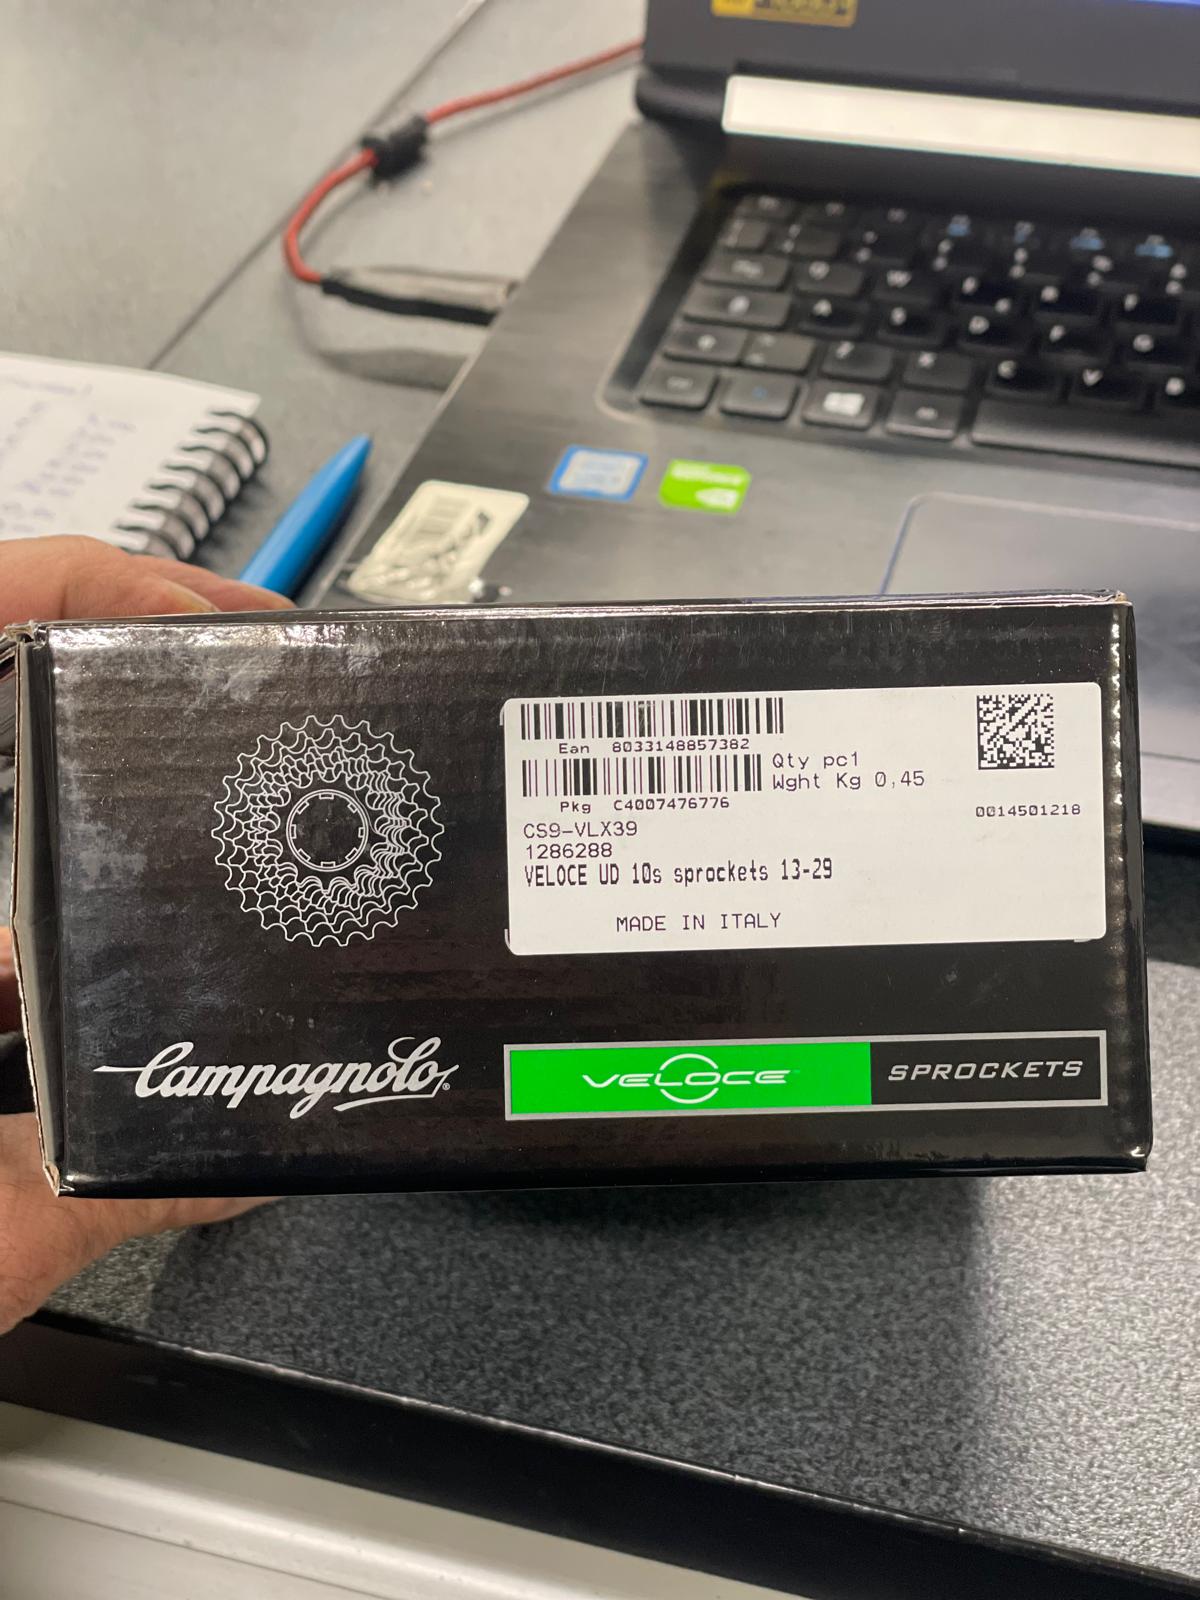 Ean 8033148857382
Pkg C4007476776
Qty pc1
Wght Kg 0,45
0014501218
CS9-VLX39
1286288
VELOCE UD 10s sprockets 13-29
MADE IN ITALY
Campagnolo®
VELOCE
SPROCKETS